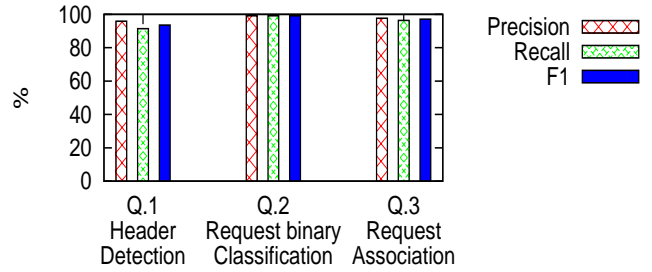 100
80
60
40
20
0
%
Precision
Recall
F1
Q.1
Header
Detection
Q.2
Request binary
Classification
Q.3
Request
Association